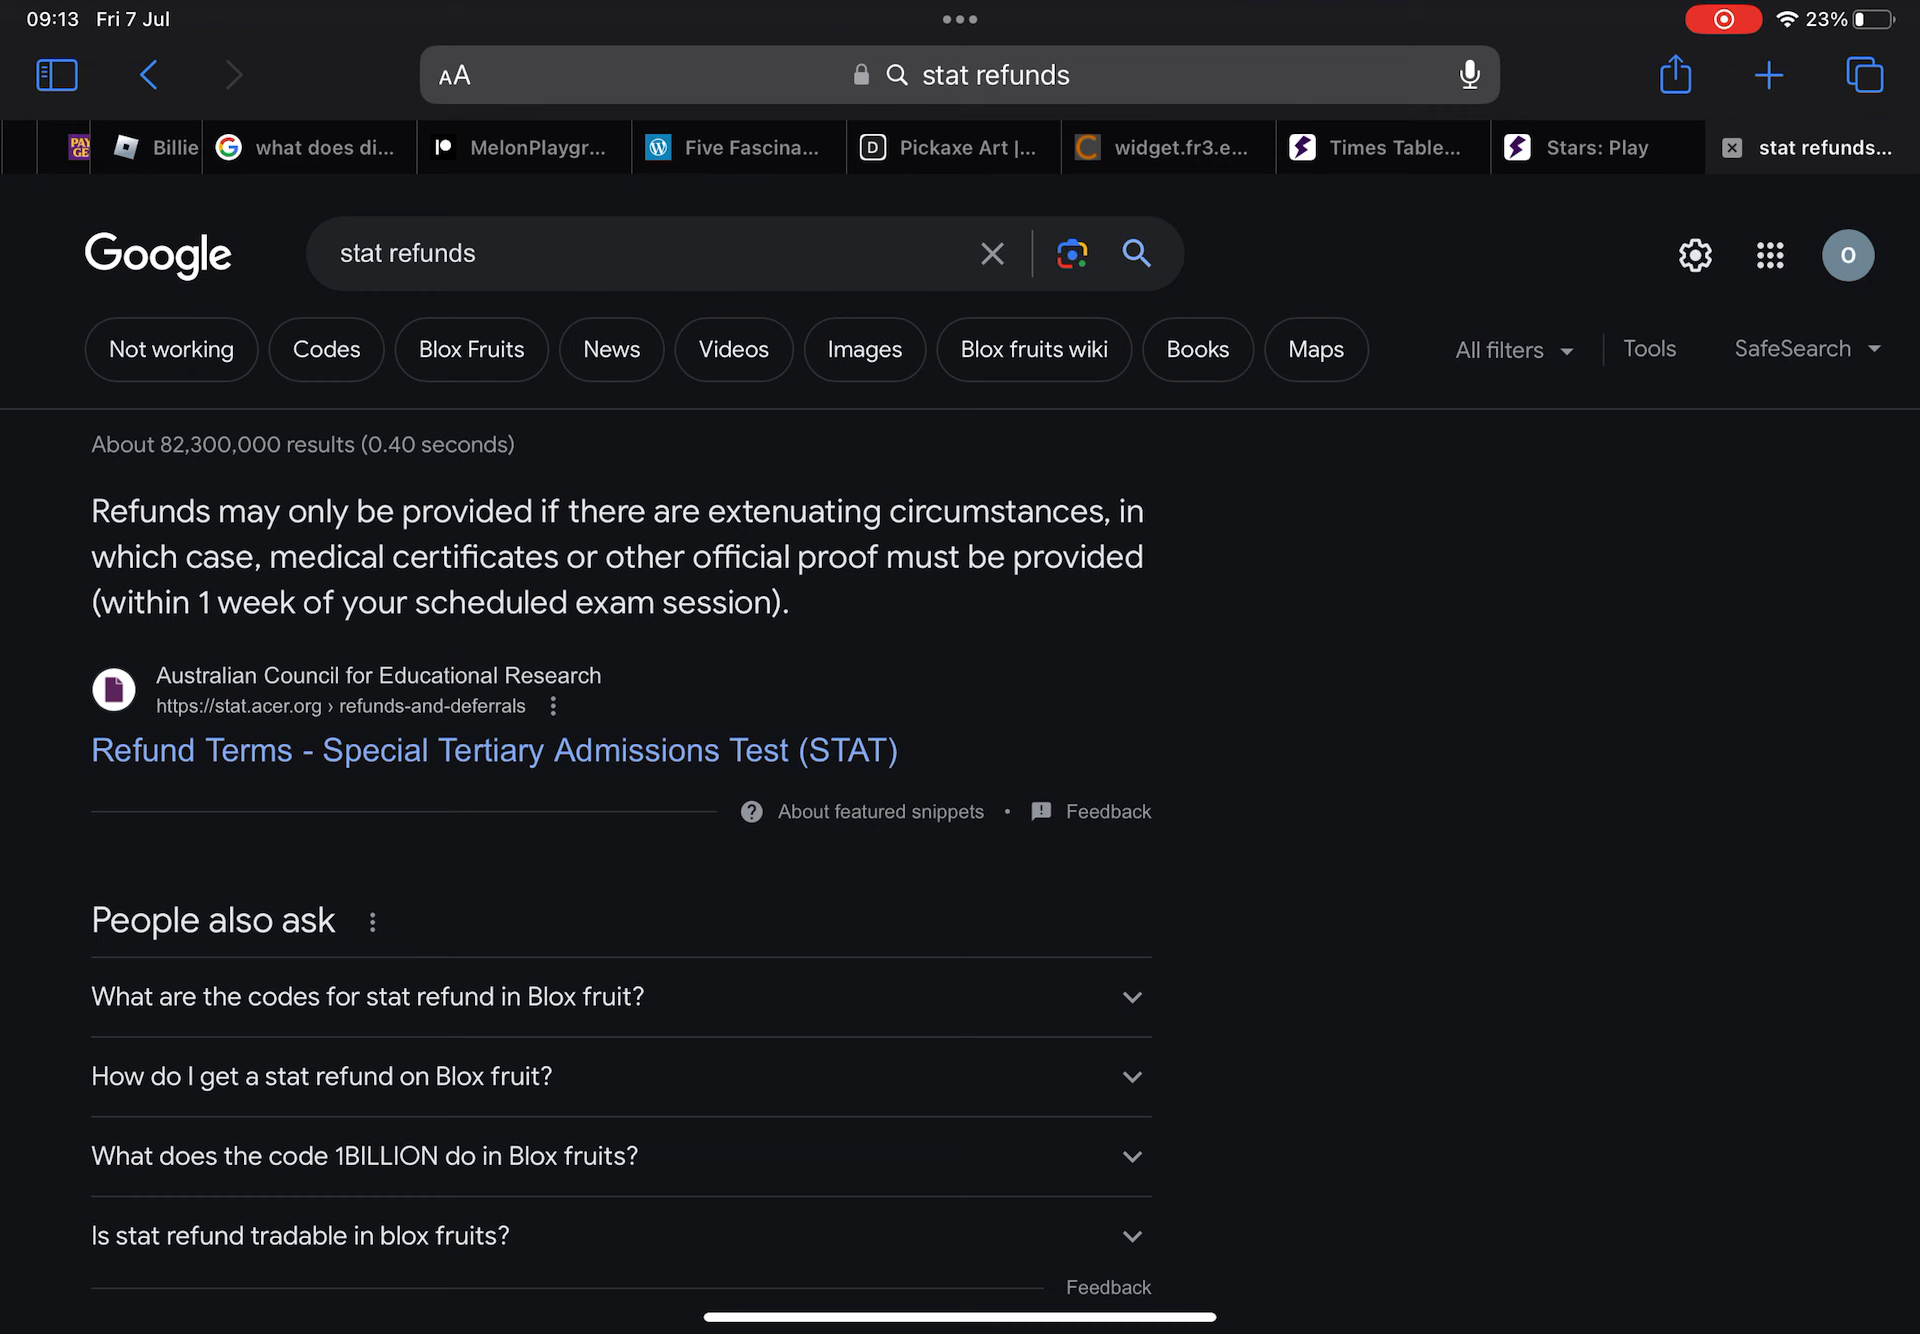 09:13 Fri 7 Jul
23%
AA stat refunds
PAY GE
Billie
what does di...
MelonPlaygr...
Five Fascina...
Pickaxe Art |...
widget.fr3.e...
Times Table...
Stars: Play
stat refunds...
Google
stat refunds
O
Not working
Codes
Blox Fruits
News
Videos
Images
Blox fruits wiki
Books
Maps
All filters
Tools
SafeSearch
About 82,300,000 results (0.40 seconds)
Refunds may only be provided if there are extenuating circumstances, in
which case, medical certificates or other official proof must be provided
(within 1 week of your scheduled exam session).
Australian Council for Educational Research
https://stat.acer.org › refunds-and-deferrals
Refund Terms - Special Tertiary Admissions Test (STAT)
About featured snippets • Feedback
People also ask
What are the codes for stat refund in Blox fruit?
How do I get a stat refund on Blox fruit?
What does the code 1BILLION do in Blox fruits?
Is stat refund tradable in blox fruits?
Feedback